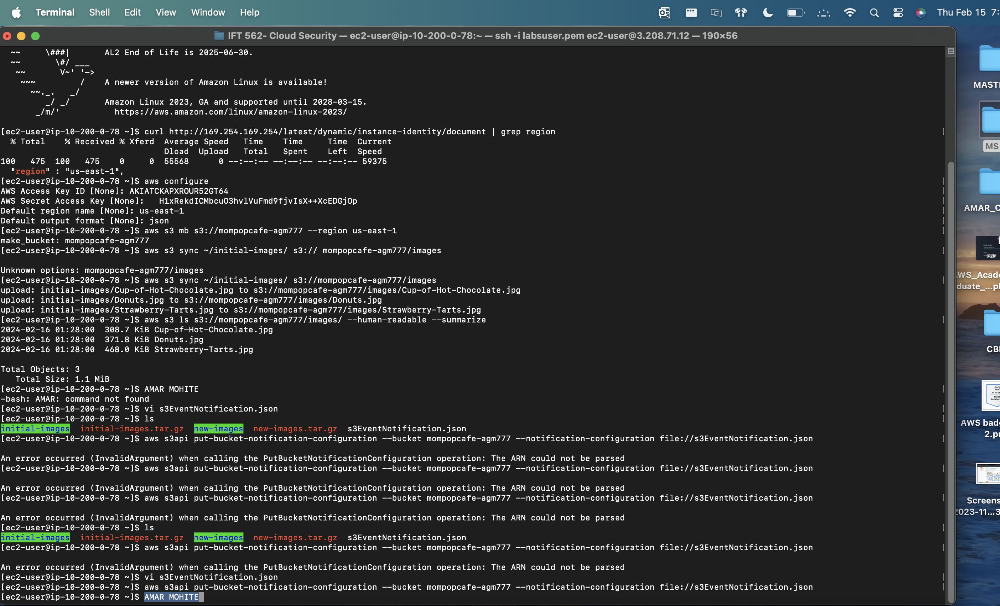 Terminal Shell Edit View Window Help Thu Feb 15 7:
IFT 562- Cloud Security — ec2-user@ip-10-200-0-78:~ — ssh -i labsuser.pem ec2-user@3.208.71.12 — 190×56
~~ \###| AL2 End of Life is 2025-06-30.
~~ \#/ ___
~~ V~' '->
~~~ / A newer version of Amazon Linux is available!
~~._. _/
_/ _/ Amazon Linux 2023, GA and supported until 2028-03-15.
_/m/' https://aws.amazon.com/linux/amazon-linux-2023/
[ec2-user@ip-10-200-0-78 ~]$ curl http://169.254.169.254/latest/dynamic/instance-identity/document | grep region
% Total % Received % Xferd Average Speed Time Time Time Current
Dload Upload Total Spent Left Speed
100 475 100 475 0 0 55568 0 --:--:-- --:--:-- --:--:-- 59375
"region" : "us-east-1",
[ec2-user@ip-10-200-0-78 ~]$ aws configure
AWS Access Key ID [None]: AKIATCKAPXROUR52GT64
AWS Secret Access Key [None]: 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
Default region name [None]: us-east-1
Default output format [None]: json
[ec2-user@ip-10-200-0-78 ~]$ aws s3 mb s3://mompopcafe-agm777 --region us-east-1
make_bucket: mompopcafe-agm777
[ec2-user@ip-10-200-0-78 ~]$ aws s3 sync ~/initial-images/ s3:// mompopcafe-agm777/images
Unknown options: mompopcafe-agm777/images
[ec2-user@ip-10-200-0-78 ~]$ aws s3 sync ~/initial-images/ s3://mompopcafe-agm777/images
upload: initial-images/Cup-of-Hot-Chocolate.jpg to s3://mompopcafe-agm777/images/Cup-of-Hot-Chocolate.jpg
upload: initial-images/Donuts.jpg to s3://mompopcafe-agm777/images/Donuts.jpg
upload: initial-images/Strawberry-Tarts.jpg to s3://mompopcafe-agm777/images/Strawberry-Tarts.jpg
[ec2-user@ip-10-200-0-78 ~]$ aws s3 ls s3://mompopcafe-agm777/images/ --human-readable --summarize
2024-02-16 01:28:00 308.7 KiB Cup-of-Hot-Chocolate.jpg
2024-02-16 01:28:00 371.8 KiB Donuts.jpg
2024-02-16 01:28:00 468.0 KiB Strawberry-Tarts.jpg
Total Objects: 3
Total Size: 1.1 MiB
[ec2-user@ip-10-200-0-78 ~]$ AMAR MOHITE
-bash: AMAR: command not found
[ec2-user@ip-10-200-0-78 ~]$ vi s3EventNotification.json
[ec2-user@ip-10-200-0-78 ~]$ ls
initial-images initial-images.tar.gz new-images new-images.tar.gz s3EventNotification.json
[ec2-user@ip-10-200-0-78 ~]$ aws s3api put-bucket-notification-configuration --bucket mompopcafe-agm777 --notification-configuration file://s3EventNotification.json
An error occurred (InvalidArgument) when calling the PutBucketNotificationConfiguration operation: The ARN could not be parsed
[ec2-user@ip-10-200-0-78 ~]$ aws s3api put-bucket-notification-configuration --bucket mompopcafe-agm777 --notification-configuration file://s3EventNotification.json
An error occurred (InvalidArgument) when calling the PutBucketNotificationConfiguration operation: The ARN could not be parsed
[ec2-user@ip-10-200-0-78 ~]$ aws s3api put-bucket-notification-configuration --bucket mompopcafe-agm777 --notification-configuration file://s3EventNotification.json
An error occurred (InvalidArgument) when calling the PutBucketNotificationConfiguration operation: The ARN could not be parsed
[ec2-user@ip-10-200-0-78 ~]$ ls
initial-images initial-images.tar.gz new-images new-images.tar.gz s3EventNotification.json
[ec2-user@ip-10-200-0-78 ~]$ aws s3api put-bucket-notification-configuration --bucket mompopcafe-agm777 --notification-configuration file://s3EventNotification.json
An error occurred (InvalidArgument) when calling the PutBucketNotificationConfiguration operation: The ARN could not be parsed
[ec2-user@ip-10-200-0-78 ~]$ vi s3EventNotification.json
[ec2-user@ip-10-200-0-78 ~]$ aws s3api put-bucket-notification-configuration --bucket mompopcafe-agm777 --notification-configuration file://s3EventNotification.json
[ec2-user@ip-10-200-0-78 ~]$ AMAR MOHITE
MAST
MS
AMAR_C
PDF
WS_Acad
duate_...pl
CB
AWS bad
2.p
Screens
2023-11...3